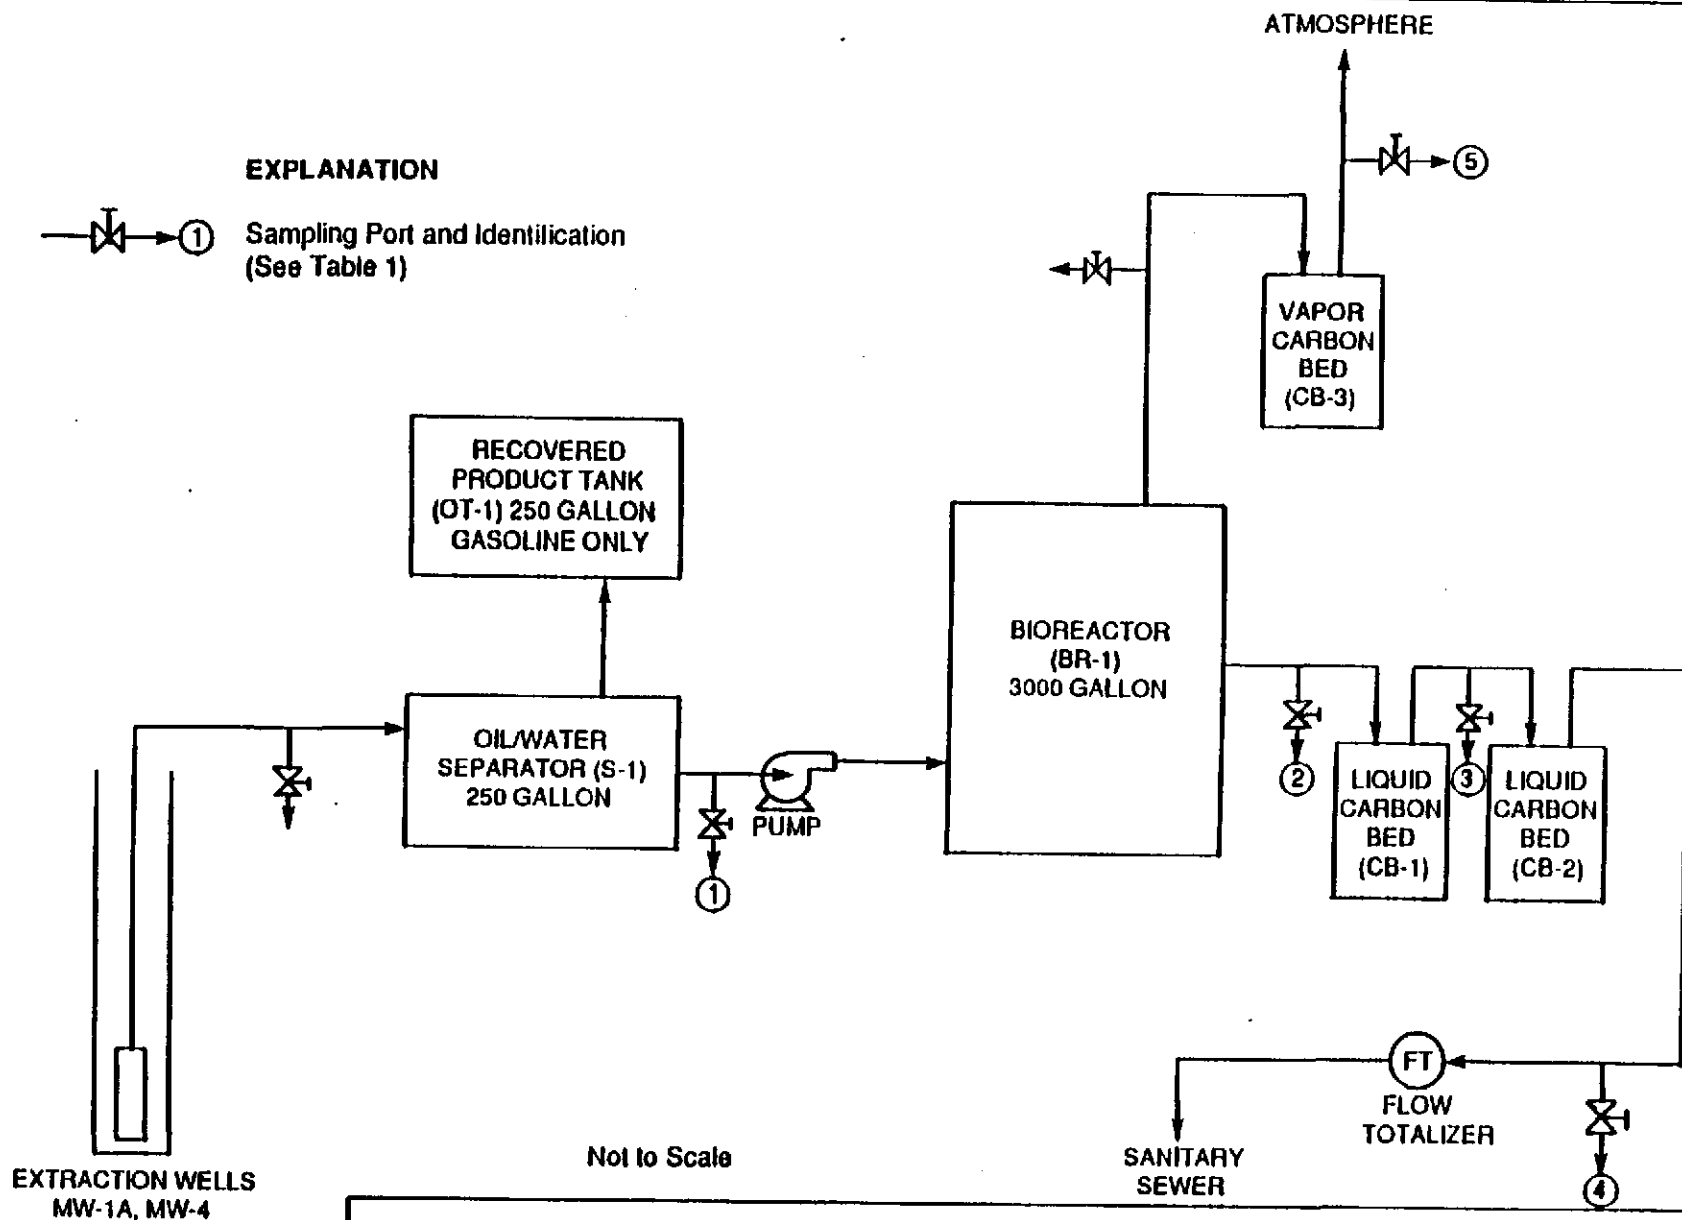 ATMOSPHERE
EXPLANATION
1
Sampling Port and Identification
(See Table 1)
5
VAPOR
CARBON
BED
(CB-3)
RECOVERED
PRODUCT TANK
(OT-1) 250 GALLON
GASOLINE ONLY
BIOREACTOR
(BR-1)
3000 GALLON
OIL/WATER
SEPARATOR (S-1)
250 GALLON
PUMP
1
2
3
LIQUID
CARBON
BED
(CB-1)
LIQUID
CARBON
BED
(CB-2)
FT
FLOW
TOTALIZER
4
SANITARY
SEWER
Not to Scale
EXTRACTION WELLS
MW-1A, MW-4